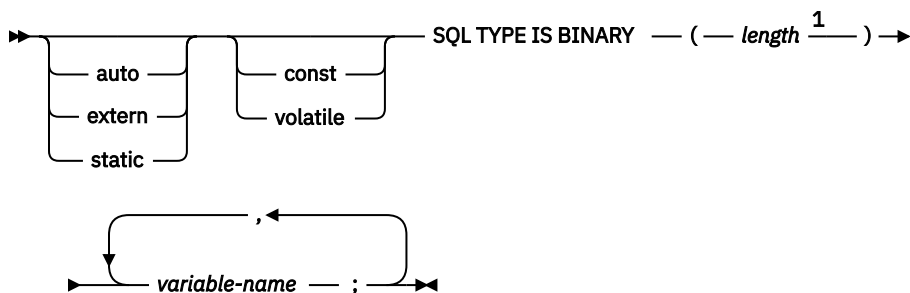 SQL TYPE IS BINARY ( length 1 )
auto
extern
static
const
volatile
,
variable-name ;